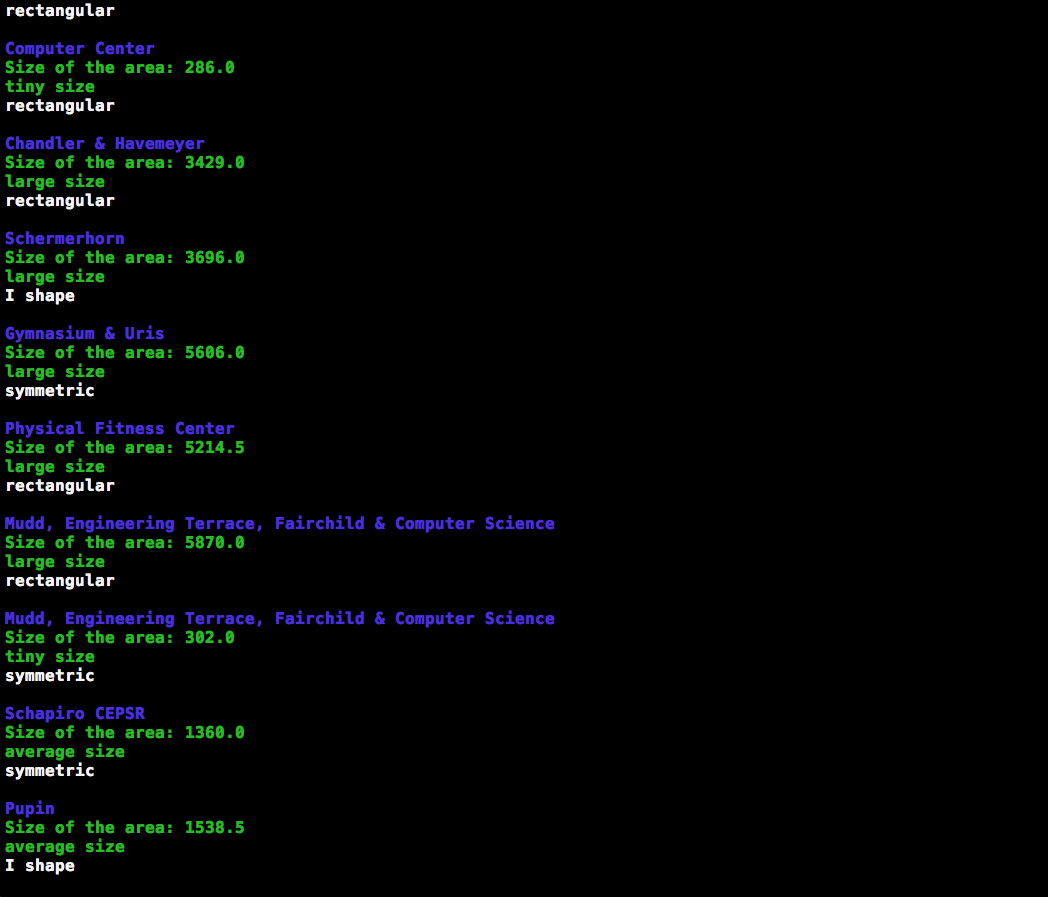 rectangular
Computer Center
Size of the area: 286.0
tiny size
rectangular
Chandler & Havemeyer
Size of the area: 3429.0
large size
rectangular
Schermerhorn
Size of the area: 3696.0
large size
I shape
Gymnasium & Uris
Size of the area: 5606.0
large size
symmetric
Physical Fitness Center
Size of the area: 5214.5
large size
rectangular
Mudd, Engineering Terrace, Fairchild & Computer Science
Size of the area: 5870.0
large size
rectangular
Mudd, Engineering Terrace, Fairchild & Computer Science
Size of the area: 302.0
tiny size
symmetric
Schapiro CEPSR
Size of the area: 1360.0
average size
symmetric
Pupin
Size of the area: 1538.5
average size
I shape